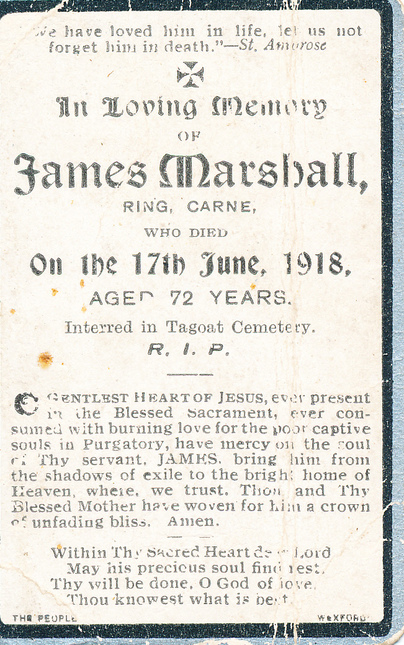 "We have loved him in life, let us not
forget him in death."—St. Ambrose
In Loving Memory
OF
James Marshall,
RING, CARNE,
WHO DIED
On the 17th June, 1918,
AGED 72 YEARS.
Interred in Tagoat Cemetery.
R. I. P.
O GENTLEST HEART OF JESUS, ever present
in the Blessed Sacrament, ever con-
sumed with burning love for the poor captive
souls in Purgatory, have mercy on the soul
of Thy servant, JAMES. bring him from
the shadows of exile to the bright home of
Heaven, where, we trust, Thou and Thy
Blessed Mother have woven for him a crown
of unfading bliss. Amen.
Within Thy Sacred Heart dear Lord
May his precious soul find rest.
Thy will be done, O God of love,
Thou knowest what is best.
THE PEOPLE WEXFORD